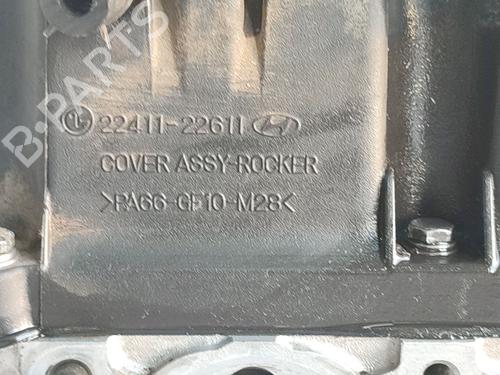 22411-22611
COVER ASSY-ROCKER
>PA66-GF10-M28<
B-PARTS